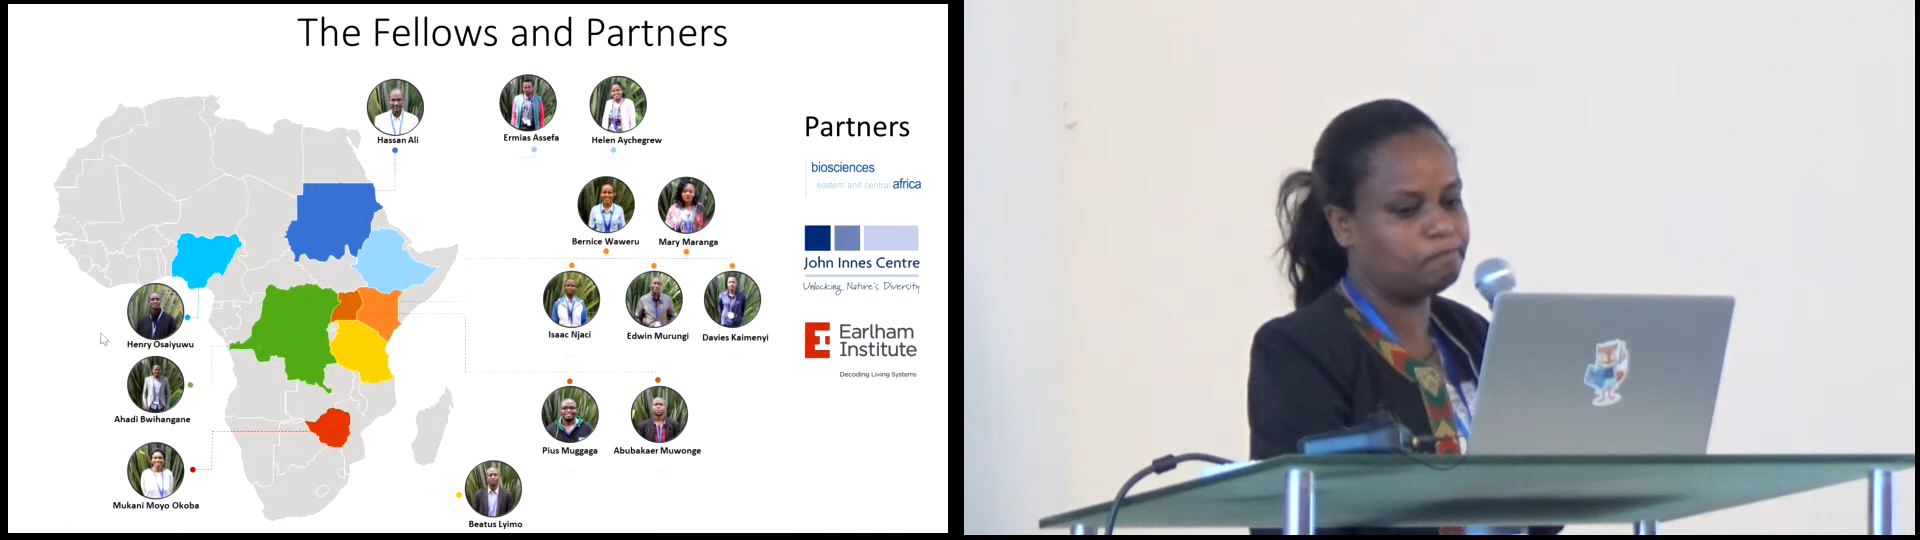 The Fellows and Partners
Hassan Ali
Ermias Assefa
Helen Aychegrew
Partners
biosciences
eastern and central africa
Bernice Waweru
Mary Maranga
John Innes Centre
Unlocking Nature's Diversity
Isaac Njaci
Edwin Murungi
Davies Kaimenyi
Henry Osaiyuwu
Earlham
Institute
Decoding Living Systems
Ahadi Bwihangane
Pius Muggaga
Abubakaer Muwonge
Mukani Moyo Okoba
Beatus Lyimo